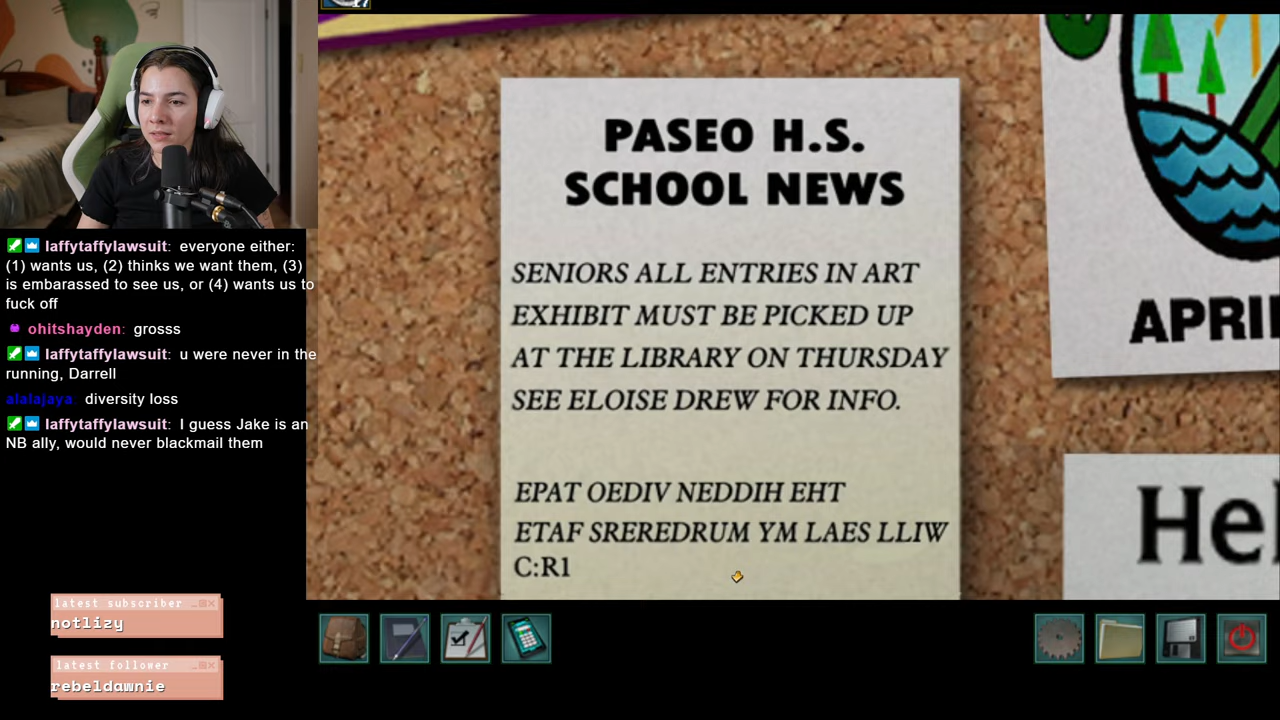 laffytaffylawsuit: everyone either:
(1) wants us, (2) thinks we want them, (3)
is embarassed to see us, or (4) wants us to
fuck off
ohitshayden: grosss
laffytaffylawsuit: u were never in the
running, Darrell
alalajaya: diversity loss
laffytaffylawsuit: I guess Jake is an
NB ally, would never blackmail them
latest subscriber
notlizy
latest follower
rebeldawnie
PASEO H.S.
SCHOOL NEWS
SENIORS ALL ENTRIES IN ART
EXHIBIT MUST BE PICKED UP
AT THE LIBRARY ON THURSDAY
SEE ELOISE DREW FOR INFO.
EPAT OEDIV NEDDIH EHT
ETAF SREREDRUM YM LAES LLIW
C:R1
APRI
Hel